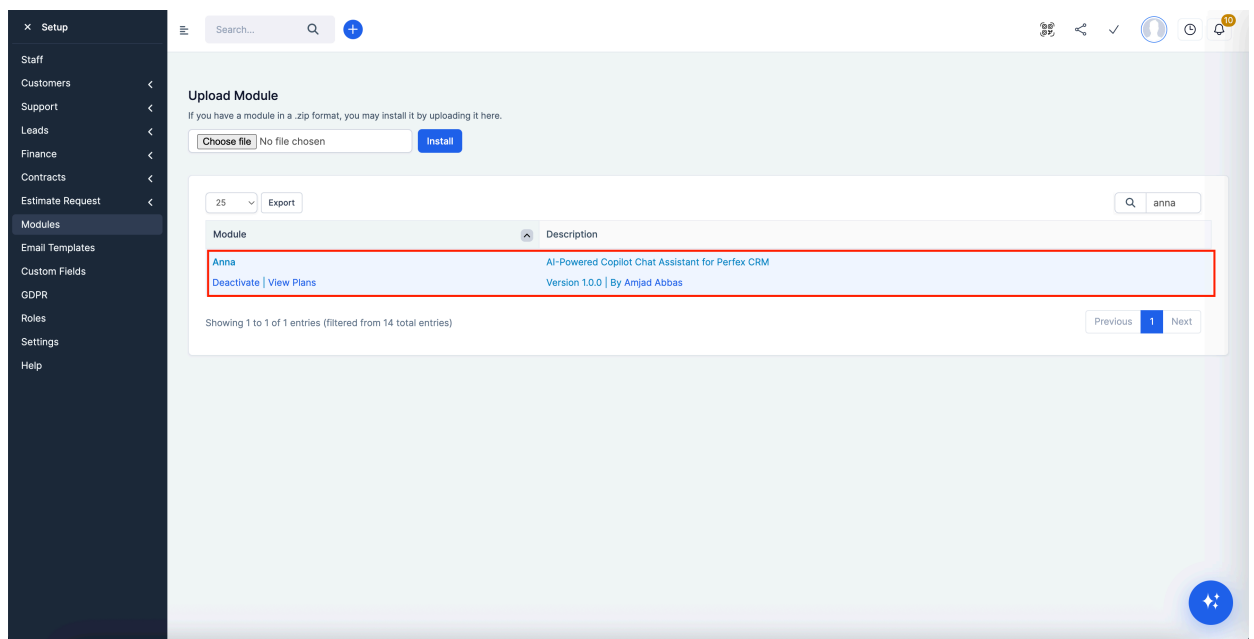 × Setup
Search...
10
Staff
Customers
Support
Leads
Finance
Contracts
Estimate Request
Modules
Email Templates
Custom Fields
GDPR
Roles
Settings
Help
Upload Module
If you have a module in a .zip format, you may install it by uploading it here.
Choose file No file chosen
Install
25
Export
anna
Module Description
Anna AI-Powered Copilot Chat Assistant for Perfex CRM
Deactivate | View Plans Version 1.0.0 | By Amjad Abbas
Showing 1 to 1 of 1 entries (filtered from 14 total entries)
Previous 1 Next